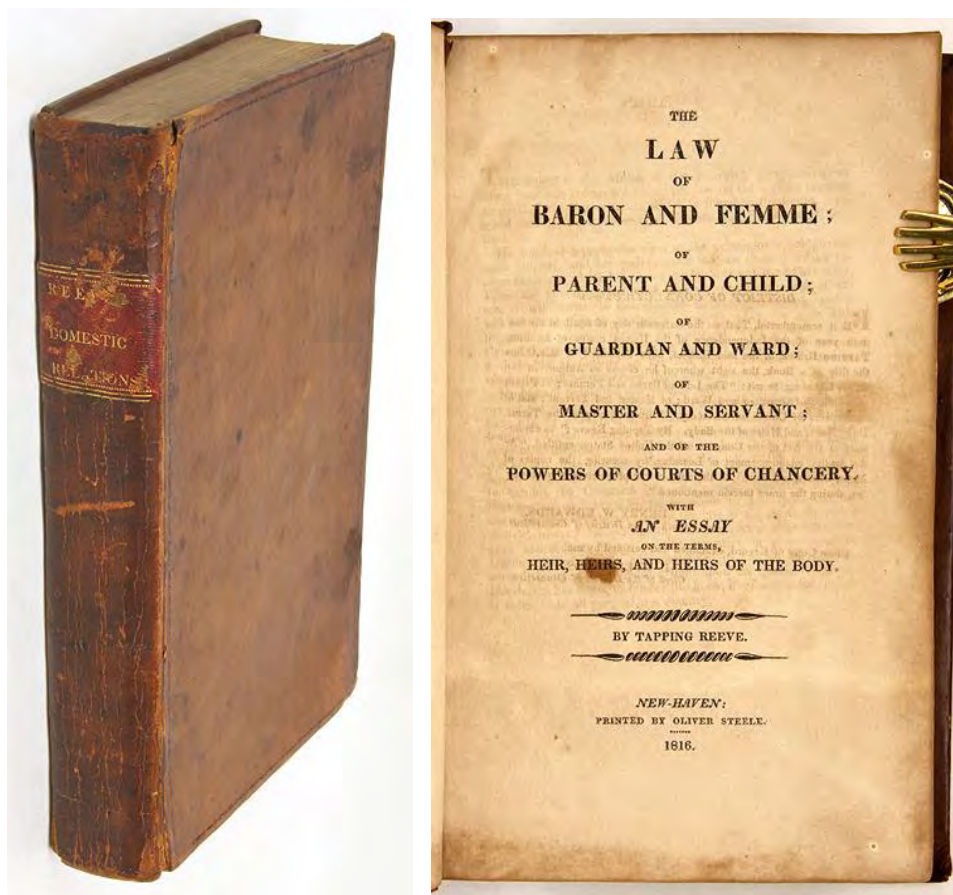 DOMESTIC
THE
LAW
OF
BARON AND FEMME;
OF
PARENT AND CHILD;
OF
GUARDIAN AND WARD;
OF
MASTER AND SERVANT;
AND OF THE
POWERS OF COURTS OF CHANCERY.
WITH
AN ESSAY
ON THE TERMS,
HEIR, HEIRS, AND HEIRS OF THE BODY.
BY TAPPING REEVE.
NEW-HAVEN:
PRINTED BY OLIVER STEELE.
1816.